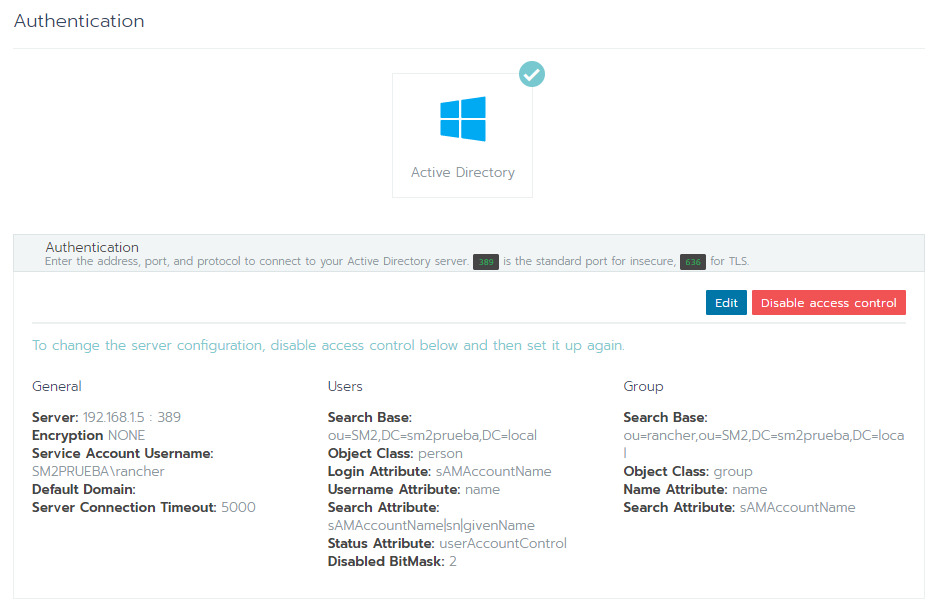 Authentication
Active Directory
Authentication
Enter the address, port, and protocol to connect to your Active Directory server. 389 is the standard port for insecure, 636 for TLS.
Edit
Disable access control
To change the server configuration, disable access control below and then set it up again.
General
Server: 192.168.1.5 : 389
Encryption NONE
Service Account Username:
SM2PRUEBA\rancher
Default Domain:
Server Connection Timeout: 5000
Users
Search Base:
ou=SM2,DC=sm2prueba,DC=local
Object Class: person
Login Attribute: sAMAccountName
Username Attribute: name
Search Attribute:
sAMAccountName|sn|givenName
Status Attribute: userAccountControl
Disabled BitMask: 2
Group
Search Base:
ou=rancher,ou=SM2,DC=sm2prueba,DC=loca
l
Object Class: group
Name Attribute: name
Search Attribute: sAMAccountName